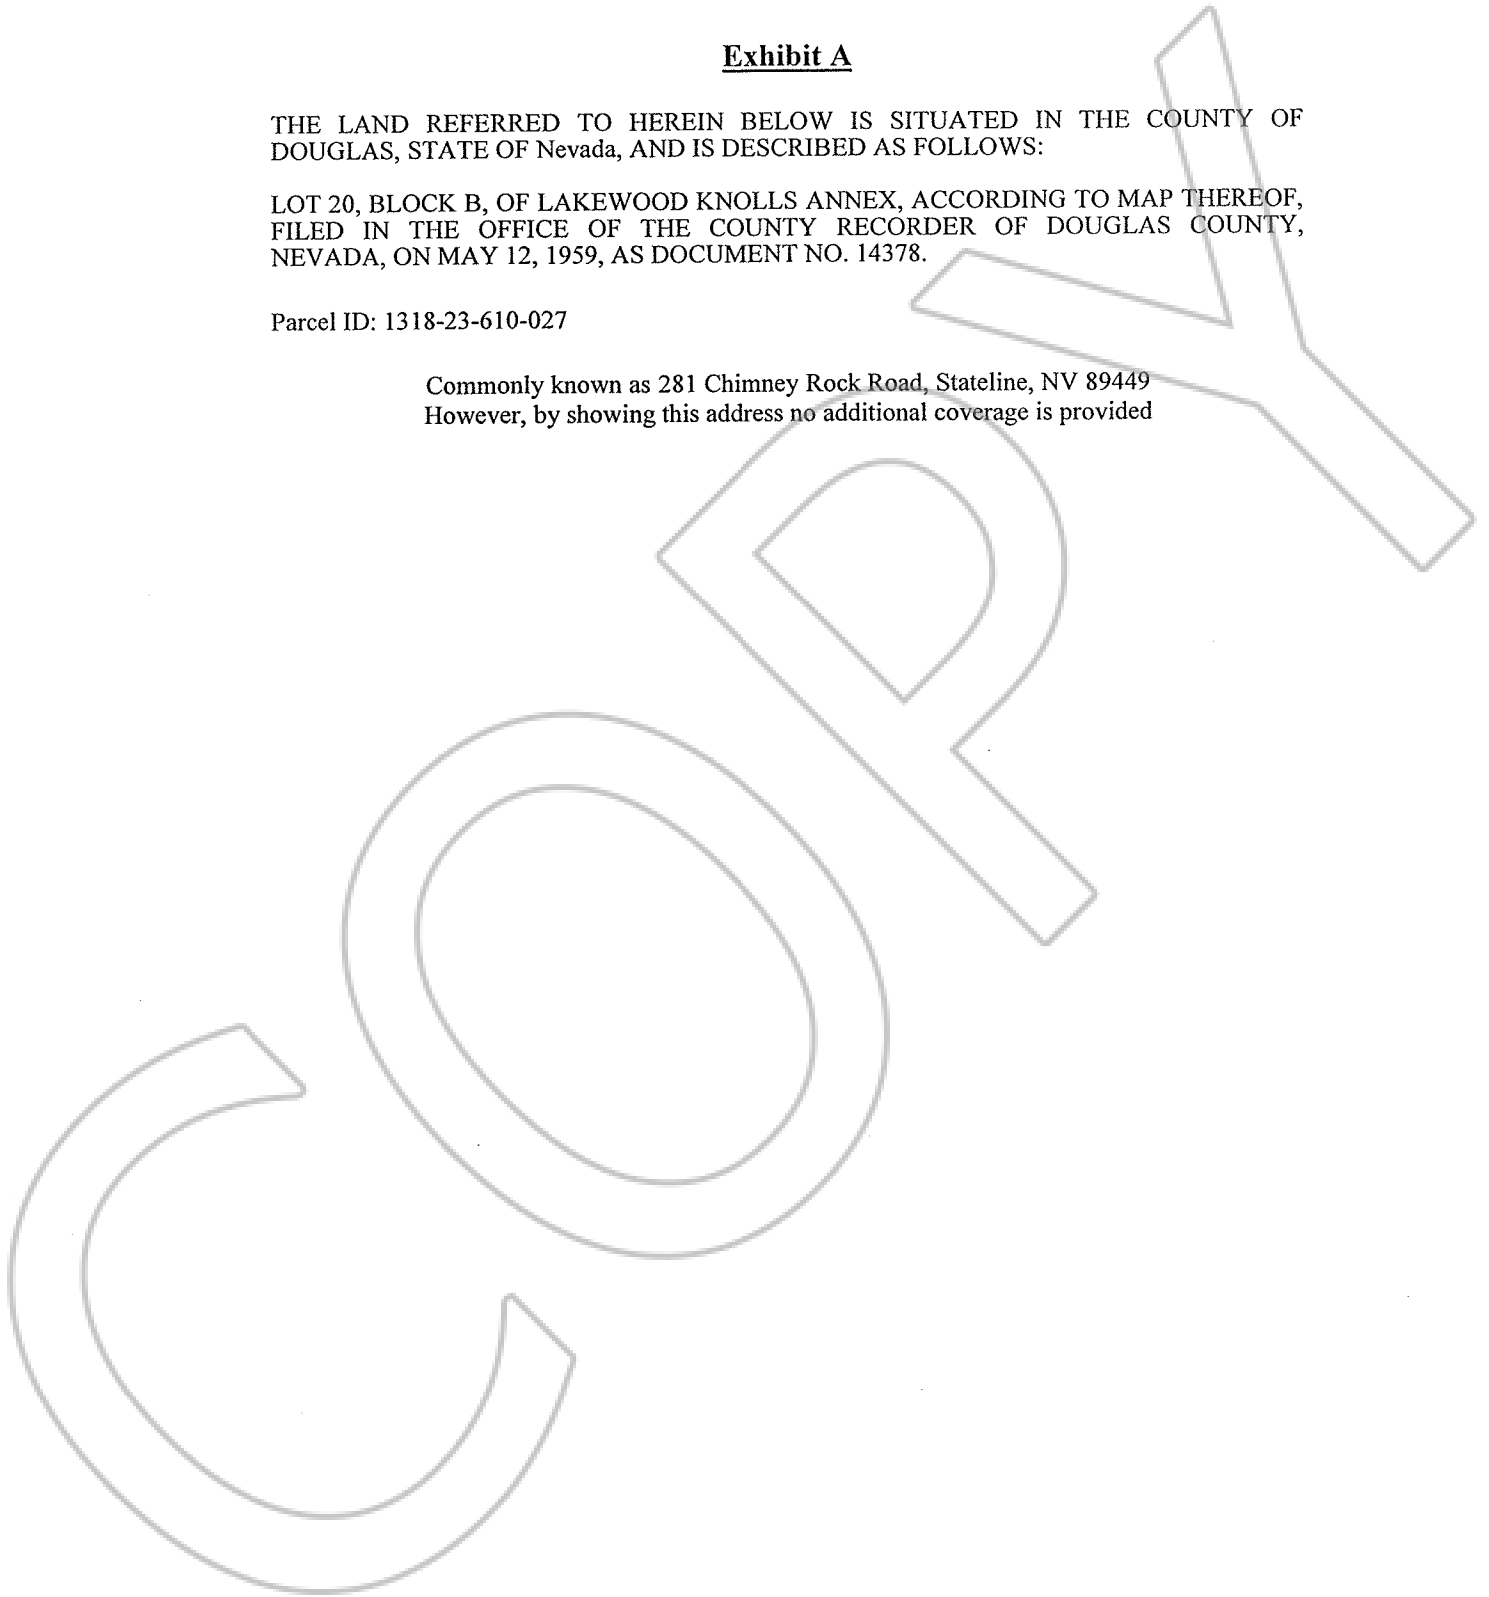 Exhibit A
THE LAND REFERRED TO HEREIN BELOW IS SITUATED IN THE COUNTY OF
DOUGLAS, STATE OF Nevada, AND IS DESCRIBED AS FOLLOWS:
LOT 20, BLOCK B, OF LAKEWOOD KNOLLS ANNEX, ACCORDING TO MAP THEREOF,
FILED IN THE OFFICE OF THE COUNTY RECORDER OF DOUGLAS COUNTY,
NEVADA, ON MAY 12, 1959, AS DOCUMENT NO. 14378.
Parcel ID: 1318-23-610-027
Commonly known as 281 Chimney Rock Road, Stateline, NV 89449
However, by showing this address no additional coverage is provided
COPY